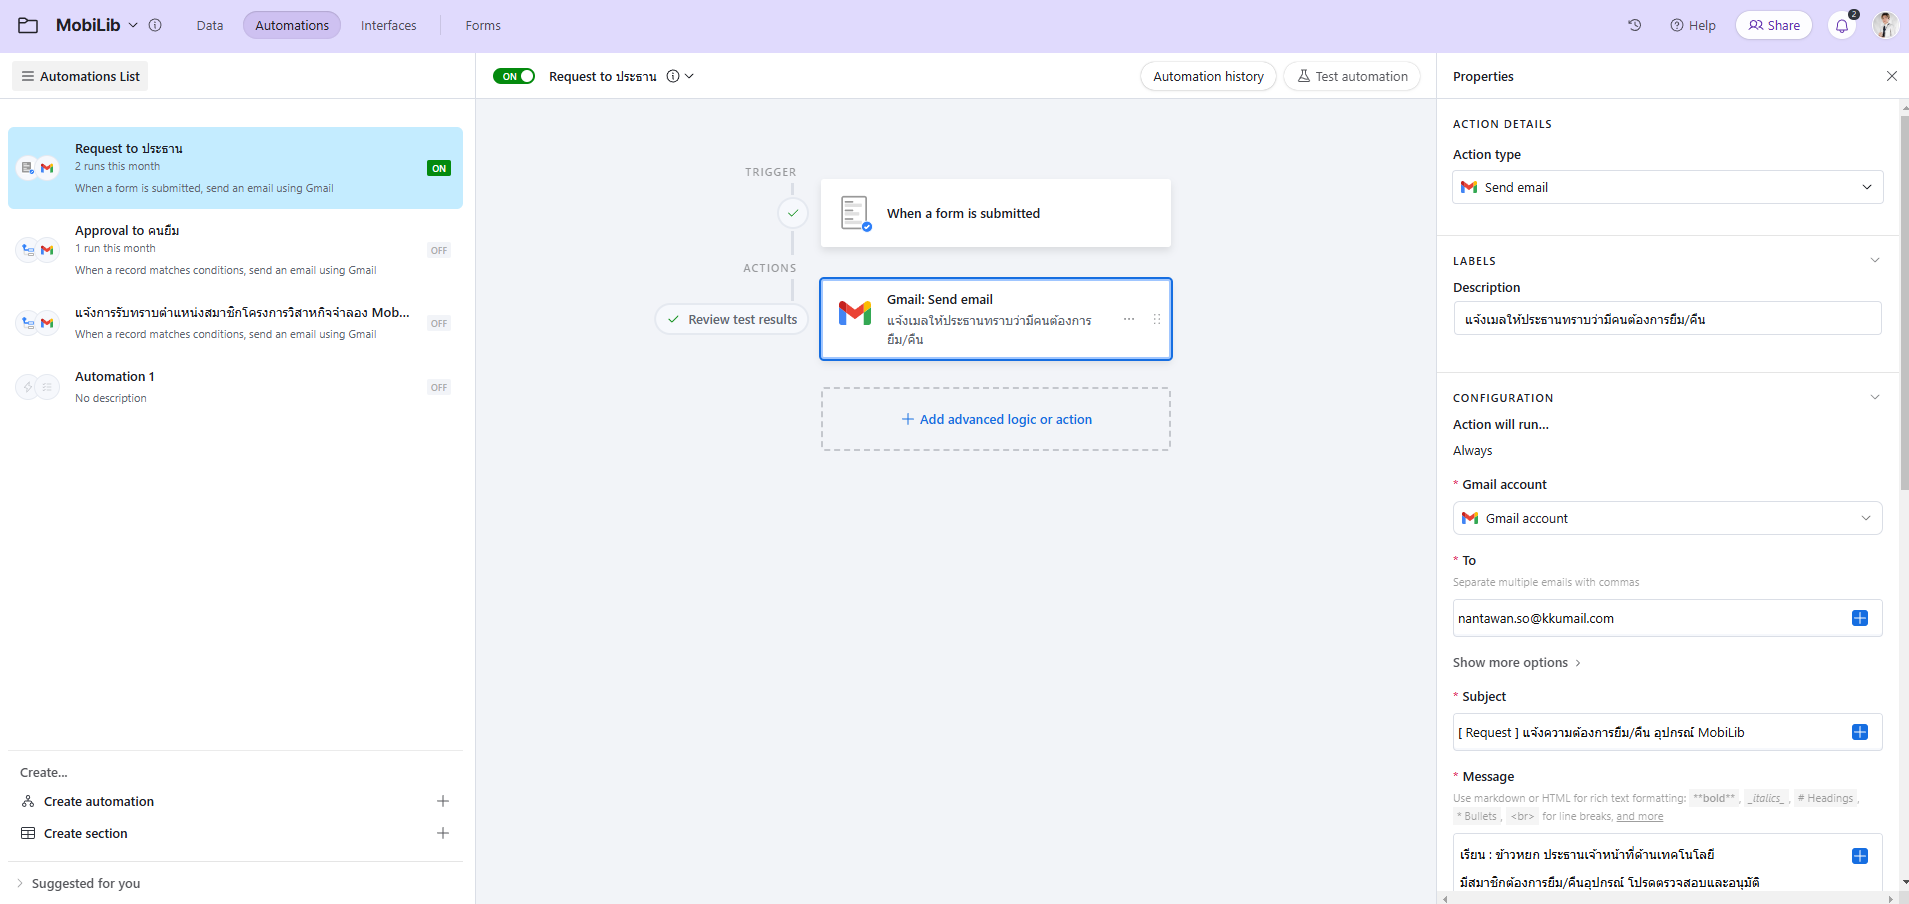 MobiLib
Data
Automations
Interfaces
Forms
Help
Share
2
Automations List
ON
Request to ประธาน
Automation history
Test automation
Properties
Request to ประธาน
2 runs this month
When a form is submitted, send an email using Gmail
ON
Approval to คนยืม
1 run this month
When a record matches conditions, send an email using Gmail
OFF
แจ้งการรับทราบตำแหน่งสมาชิกโครงการวิสาหกิจจำลอง Mob...
When a record matches conditions, send an email using Gmail
OFF
Automation 1
No description
OFF
Create...
Create automation
Create section
Suggested for you
TRIGGER
When a form is submitted
ACTIONS
Review test results
Gmail: Send email
แจ้งเมลให้ประธานทราบว่ามีคนต้องการ
ยืม/คืน
Add advanced logic or action
ACTION DETAILS
Action type
Send email
LABELS
Description
แจ้งเมลให้ประธานทราบว่ามีคนต้องการยืม/คืน
CONFIGURATION
Action will run...
Always
* Gmail account
Gmail account
* To
Separate multiple emails with commas
nantawan.so@kkumail.com
Show more options
* Subject
[ Request ] แจ้งความต้องการยืม/คืน อุปกรณ์ MobiLib
* Message
Use markdown or HTML for rich text formatting: **bold**, _italics_, # Headings,
* Bullets, <br> for line breaks, and more
เรียน : ข้าวหยก ประธานเจ้าหน้าที่ด้านเทคโนโลยี
มีสมาชิกต้องการยืม/คืนอุปกรณ์ โปรดตรวจสอบและอนุมัติ